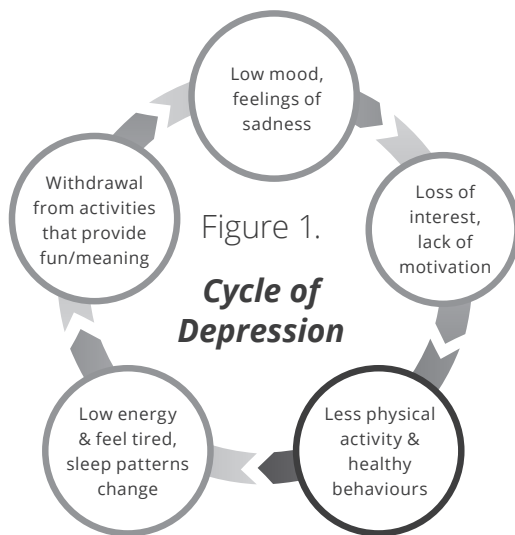 Low mood,
feelings of
sadness
Loss of
interest,
lack of
motivation
Less physical
activity &
healthy
behaviours
Low energy
& feel tired,
sleep patterns
change
Withdrawal
from activities
that provide
fun/meaning
Figure 1.
Cycle of
Depression